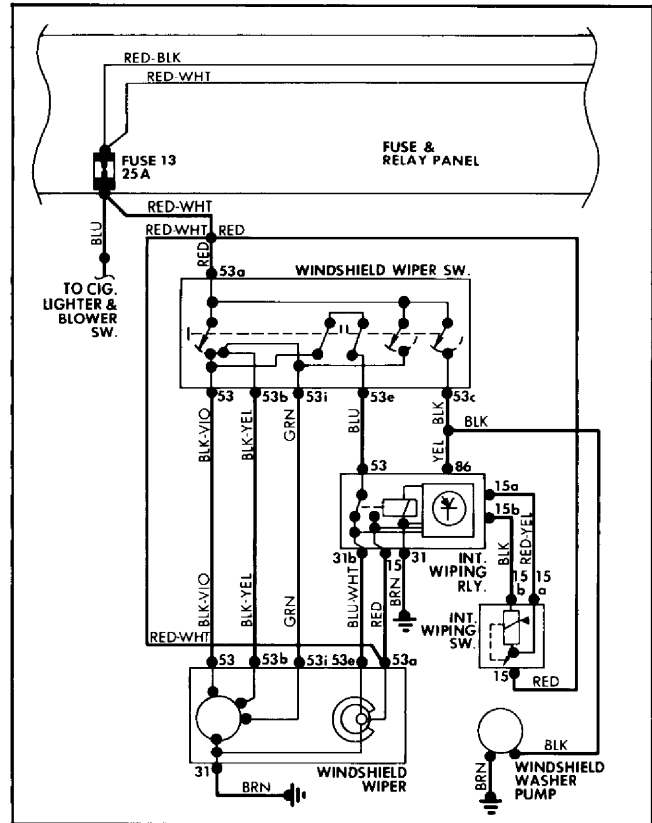 RED-BLK
RED-WHT
FUSE 13
25A
FUSE &
RELAY PANEL
RED-WHT
RED-WHT
RED
BLU
RED
53a
WINDSHIELD WIPER SW.
TO CIG.
LIGHTER &
BLOWER
SW.
53
53b
53i
53e
53c
BLK-VIO
BLK-YEL
GRN
BLU
BLK
BLK
YEL
53
86
15a
15b
31b
15
31
INT.
WIPING
RLY.
BLK
RED-YEL
BLU-WHT
RED
BRN
15
b
15
a
INT.
WIPING
SW.
15
RED
BLK-VIO
BLK-YEL
GRN
RED-WHT
53
53b
53i
53e
53a
31
BRN
WINDSHIELD
WIPER
BLK
BRN
WINDSHIELD
WASHER
PUMP